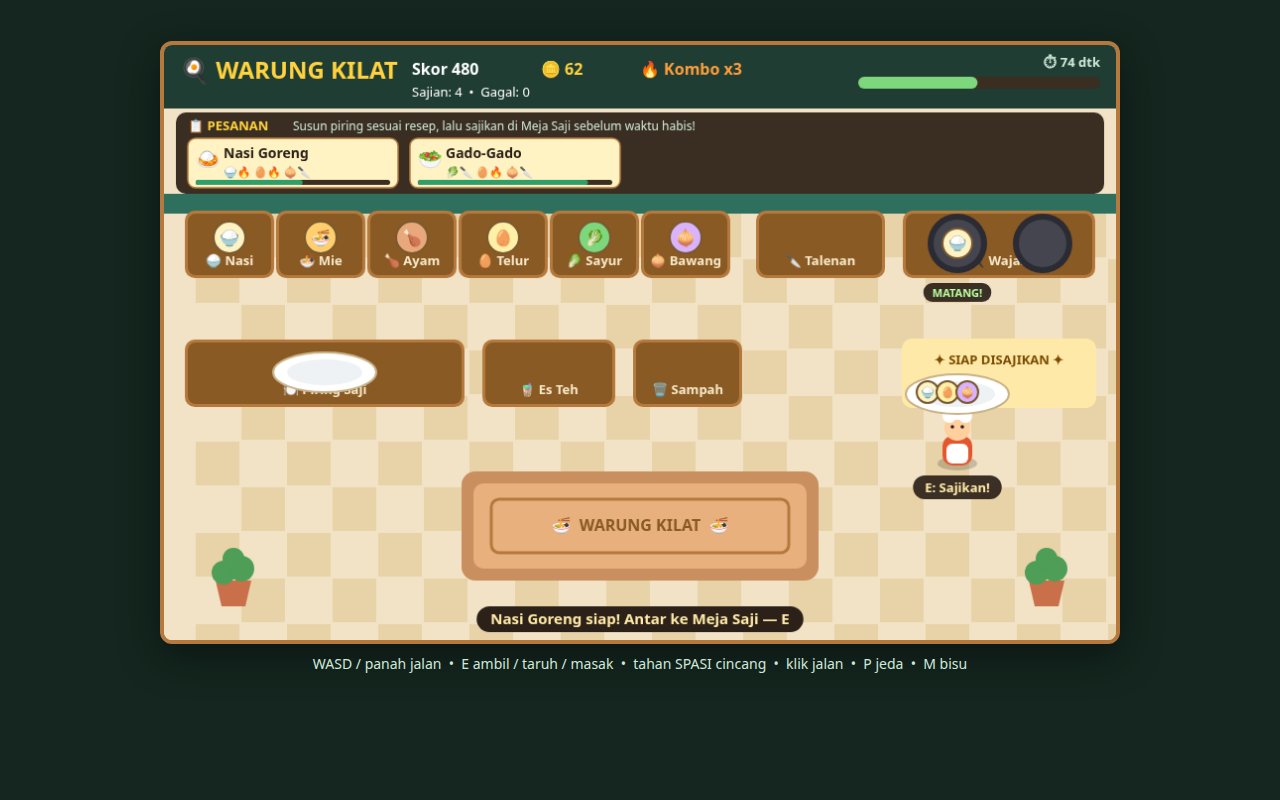 WARUNG KILAT
Skor 480
62
Kombo x3
74 dtk
Sajian: 4 • Gagal: 0
PESANAN
Susun piring sesuai resep, lalu sajikan di Meja Saji sebelum waktu habis!
Nasi Goreng
Gado-Gado
Nasi
Mie
Ayam
Telur
Sayur
Bawang
Talenan
MATANG!
Es Teh
Sampah
✦ SIAP DISAJIKAN ✦
E: Sajikan!
WARUNG KILAT
Nasi Goreng siap! Antar ke Meja Saji — E
WASD / panah jalan • E ambil / taruh / masak • tahan SPASI cincang • klik jalan • P jeda • M bisu